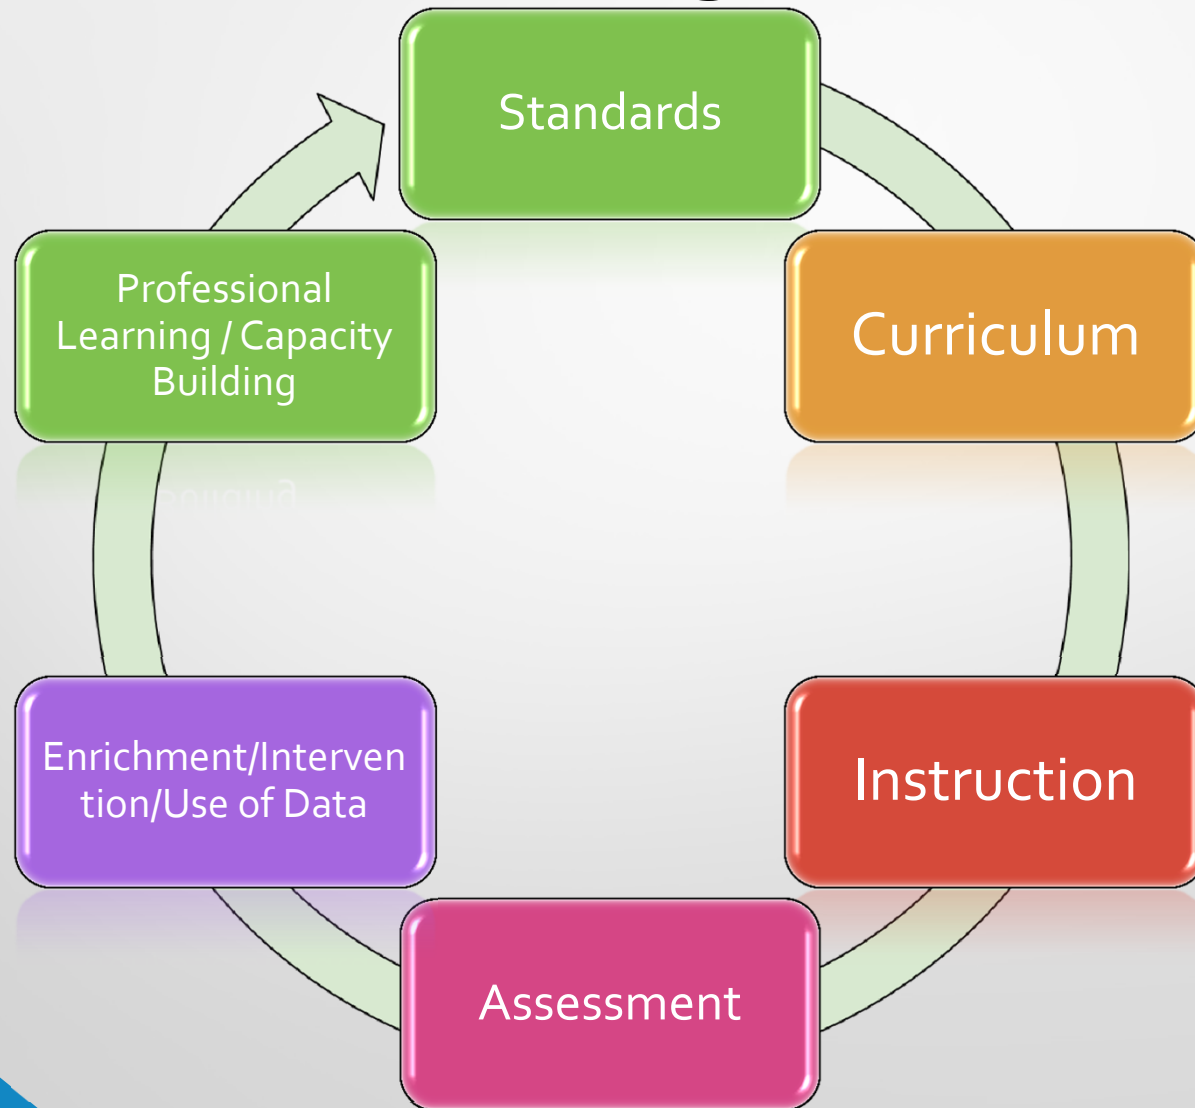 Standards
Curriculum
Instruction
Assessment
Enrichment/Interven
tion/Use of Data
Professional
Learning / Capacity
Building